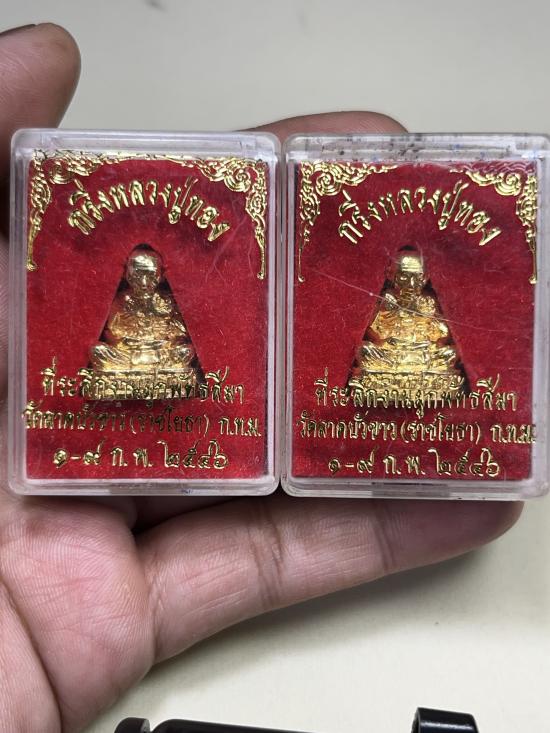 กริ่งหลวงปู่ทอง
ที่ระลึกงานผูกพัทธสีมา
วัดลาดบัวขาว (ราชโยธา) ก.ท.ม.
๑-๙ ก.พ. ๒๕๔๖
กริ่งหลวงปู่ทอง
ที่ระลึกงานผูกพัทธสีมา
วัดลาดบัวขาว (ราชโยธา) ก.ท.ม.
๑-๙ ก.พ. ๒๕๔๖